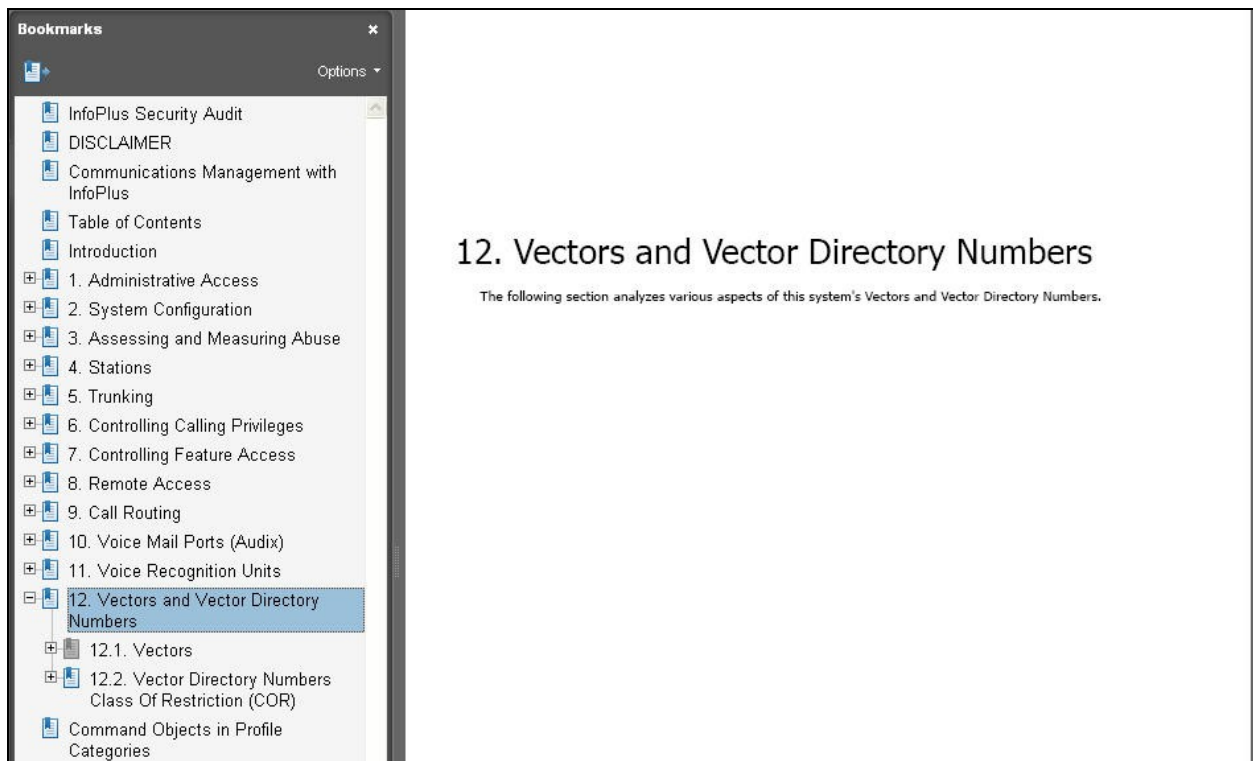 Bookmarks
Options
InfoPlus Security Audit
DISCLAIMER
Communications Management with
InfoPlus
Table of Contents
Introduction
1. Administrative Access
2. System Configuration
3. Assessing and Measuring Abuse
4. Stations
5. Trunking
6. Controlling Calling Privileges
7. Controlling Feature Access
8. Remote Access
9. Call Routing
10. Voice Mail Ports (Audix)
11. Voice Recognition Units
12. Vectors and Vector Directory
Numbers
12.1. Vectors
12.2. Vector Directory Numbers
Class Of Restriction (COR)
Command Objects in Profile
Categories
12. Vectors and Vector Directory Numbers
The following section analyzes various aspects of this system's Vectors and Vector Directory Numbers.